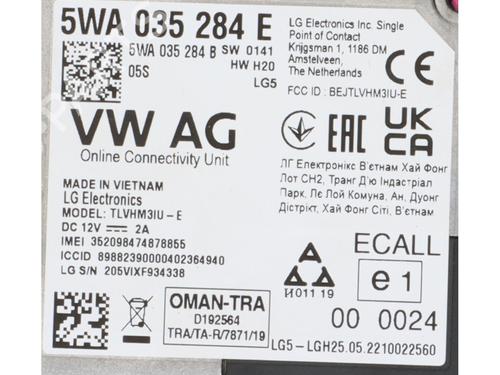 5WA 035 284 E
5WA 035 284 B SW 0141
HW H20
05S
LG5
LG Electronics Inc. Single
Point of Contact
Krijgsman 1, 1186 DM
Amstelveen,
The Netherlands
CE
FCC ID : BEJTLVHM3IU-E
VW AG
Online Connectivity Unit
EAC
UK
CA
ЛГ Електронікс В'єтнам Хай Фонг
Лот СН2, Транг Д'ю Індастріал
Парк, Лє Лой Комуна, Ан, Дуонг
Дістрікт, Хай Фонг Сіті, В'єтнам
MADE IN VIETNAM
LG Electronics
MODEL: TLVHM3IU - E
DC 12V 2A
IMEI 352098474878855
ICCID 89882390000402364940
LG S/N 205VIXF934338
OMAN-TRA
D192564
TRA/TA-R/7871/19
И011 19
ECALL
e 1
00 0024
LG5 - LGH25.05.2210022560